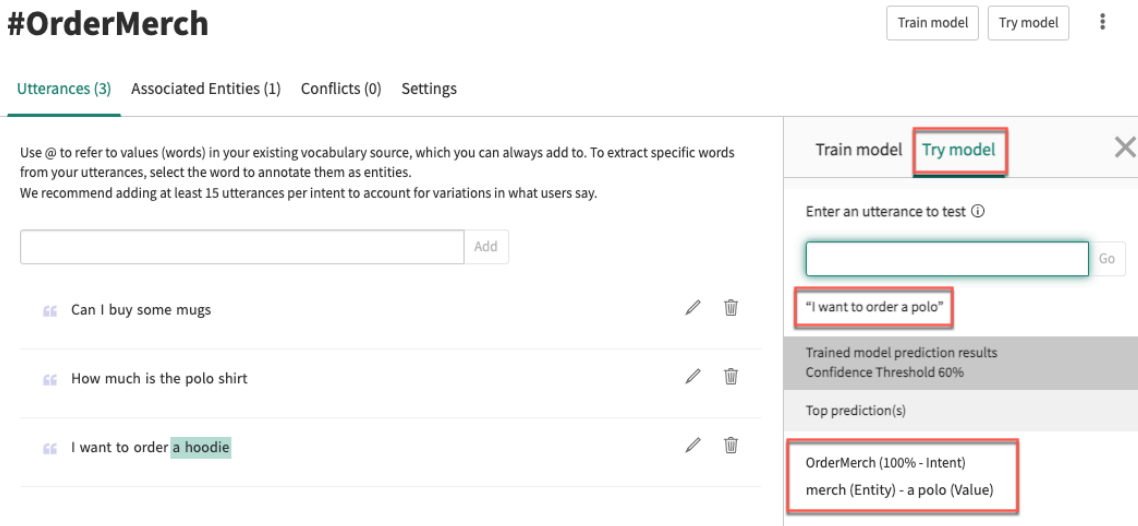 #OrderMerch
Train model
Try model
Utterances (3)
Associated Entities (1)
Conflicts (0)
Settings
Use @ to refer to values (words) in your existing vocabulary source, which you can always add to. To extract specific words
from your utterances, select the word to annotate them as entities.
We recommend adding at least 15 utterances per intent to account for variations in what users say.
Add
Can I buy some mugs
How much is the polo shirt
I want to order a hoodie
Train model
Try model
Enter an utterance to test
Go
“I want to order a polo”
Trained model prediction results
Confidence Threshold 60%
Top prediction(s)
OrderMerch (100% - Intent)
merch (Entity) - a polo (Value)